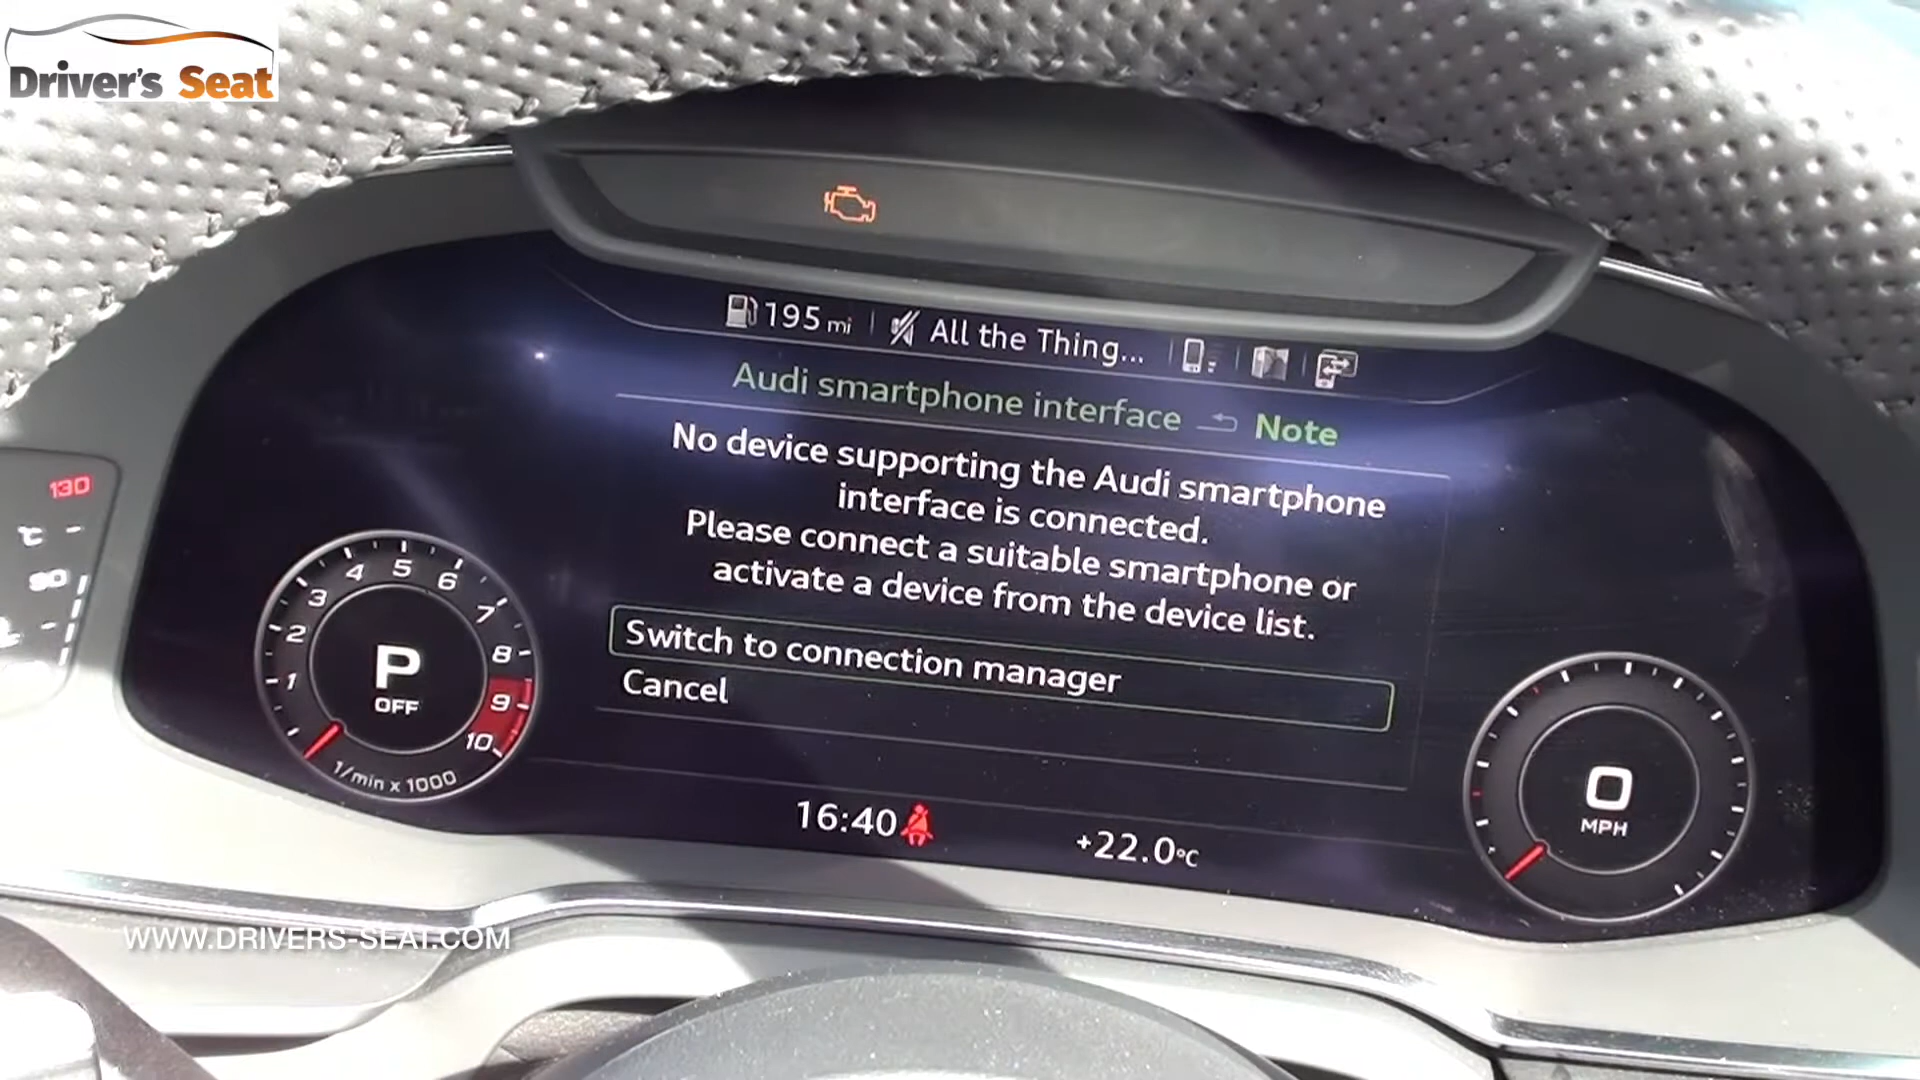 Driver's Seat
195 mi
All the Thing...
Audi smartphone interface Note
No device supporting the Audi smartphone
interface is connected.
Please connect a suitable smartphone or
activate a device from the device list.
Switch to connection manager
Cancel
130
°C
90
1
2
3
4
5
6
7
8
9
10
P
OFF
1/min x 1000
0
MPH
16:40
+22.0°C
WWW.DRIVERS-SEAT.COM